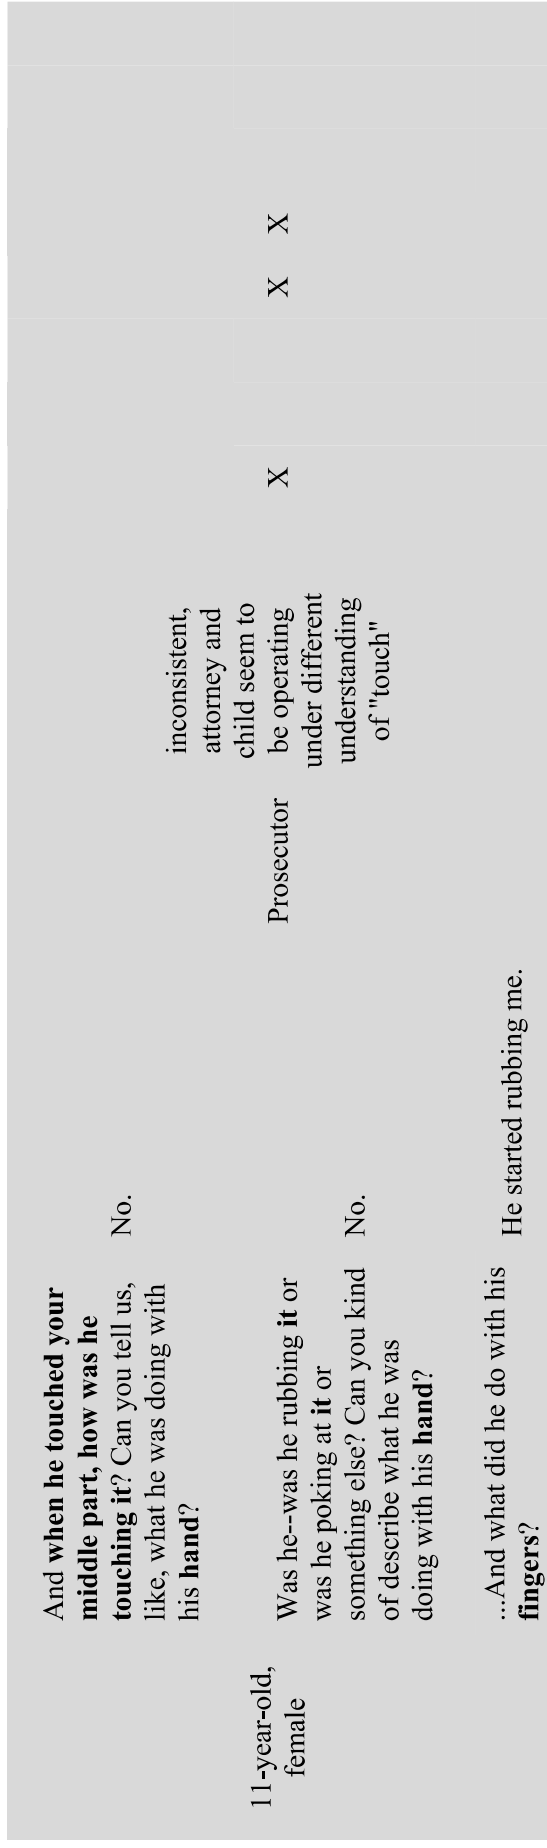 11-year-old,
female
And when he touched your
middle part, how was he
touching it? Can you tell us,
like, what he was doing with
his hand?
No.
Was he--was he rubbing it or
was he poking at it or
something else? Can you kind
of describe what he was
doing with his hand?
No.
...And what did he do with his
fingers?
He started rubbing me.
Prosecutor
inconsistent,
attorney and
child seem to
be operating
under different
understanding
of "touch"
X
X
X